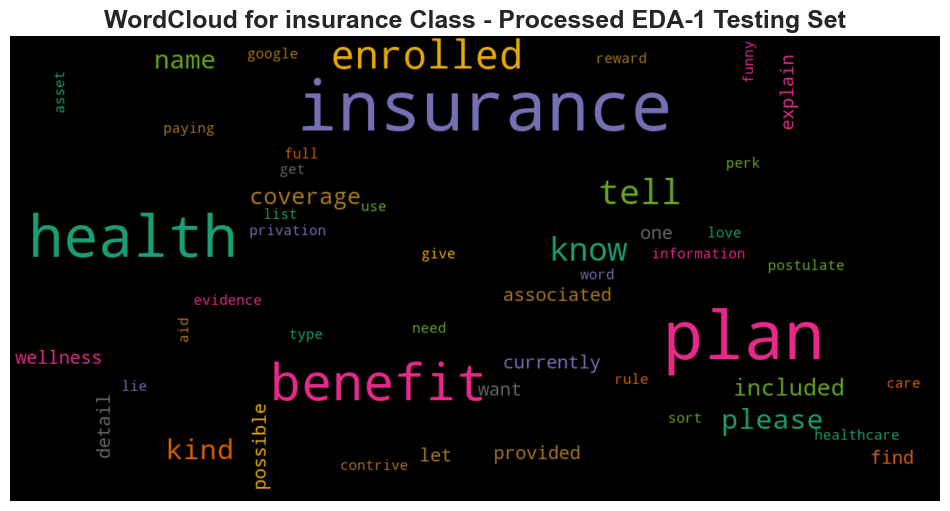 WordCloud for insurance Class - Processed EDA-1 Testing Set
name
google
enrolled
reward
funny
explain
asset
insurance
paying
full
get
perk
coverage
list
use
tell
privation
health
know
one
love
information
give
word
postulate
evidence
associated
aid
type
need
plan
wellness
currently
lie
benefit
want
rule
included
care
detail
possible
sort
please
healthcare
kind
contrive
let
provided
find